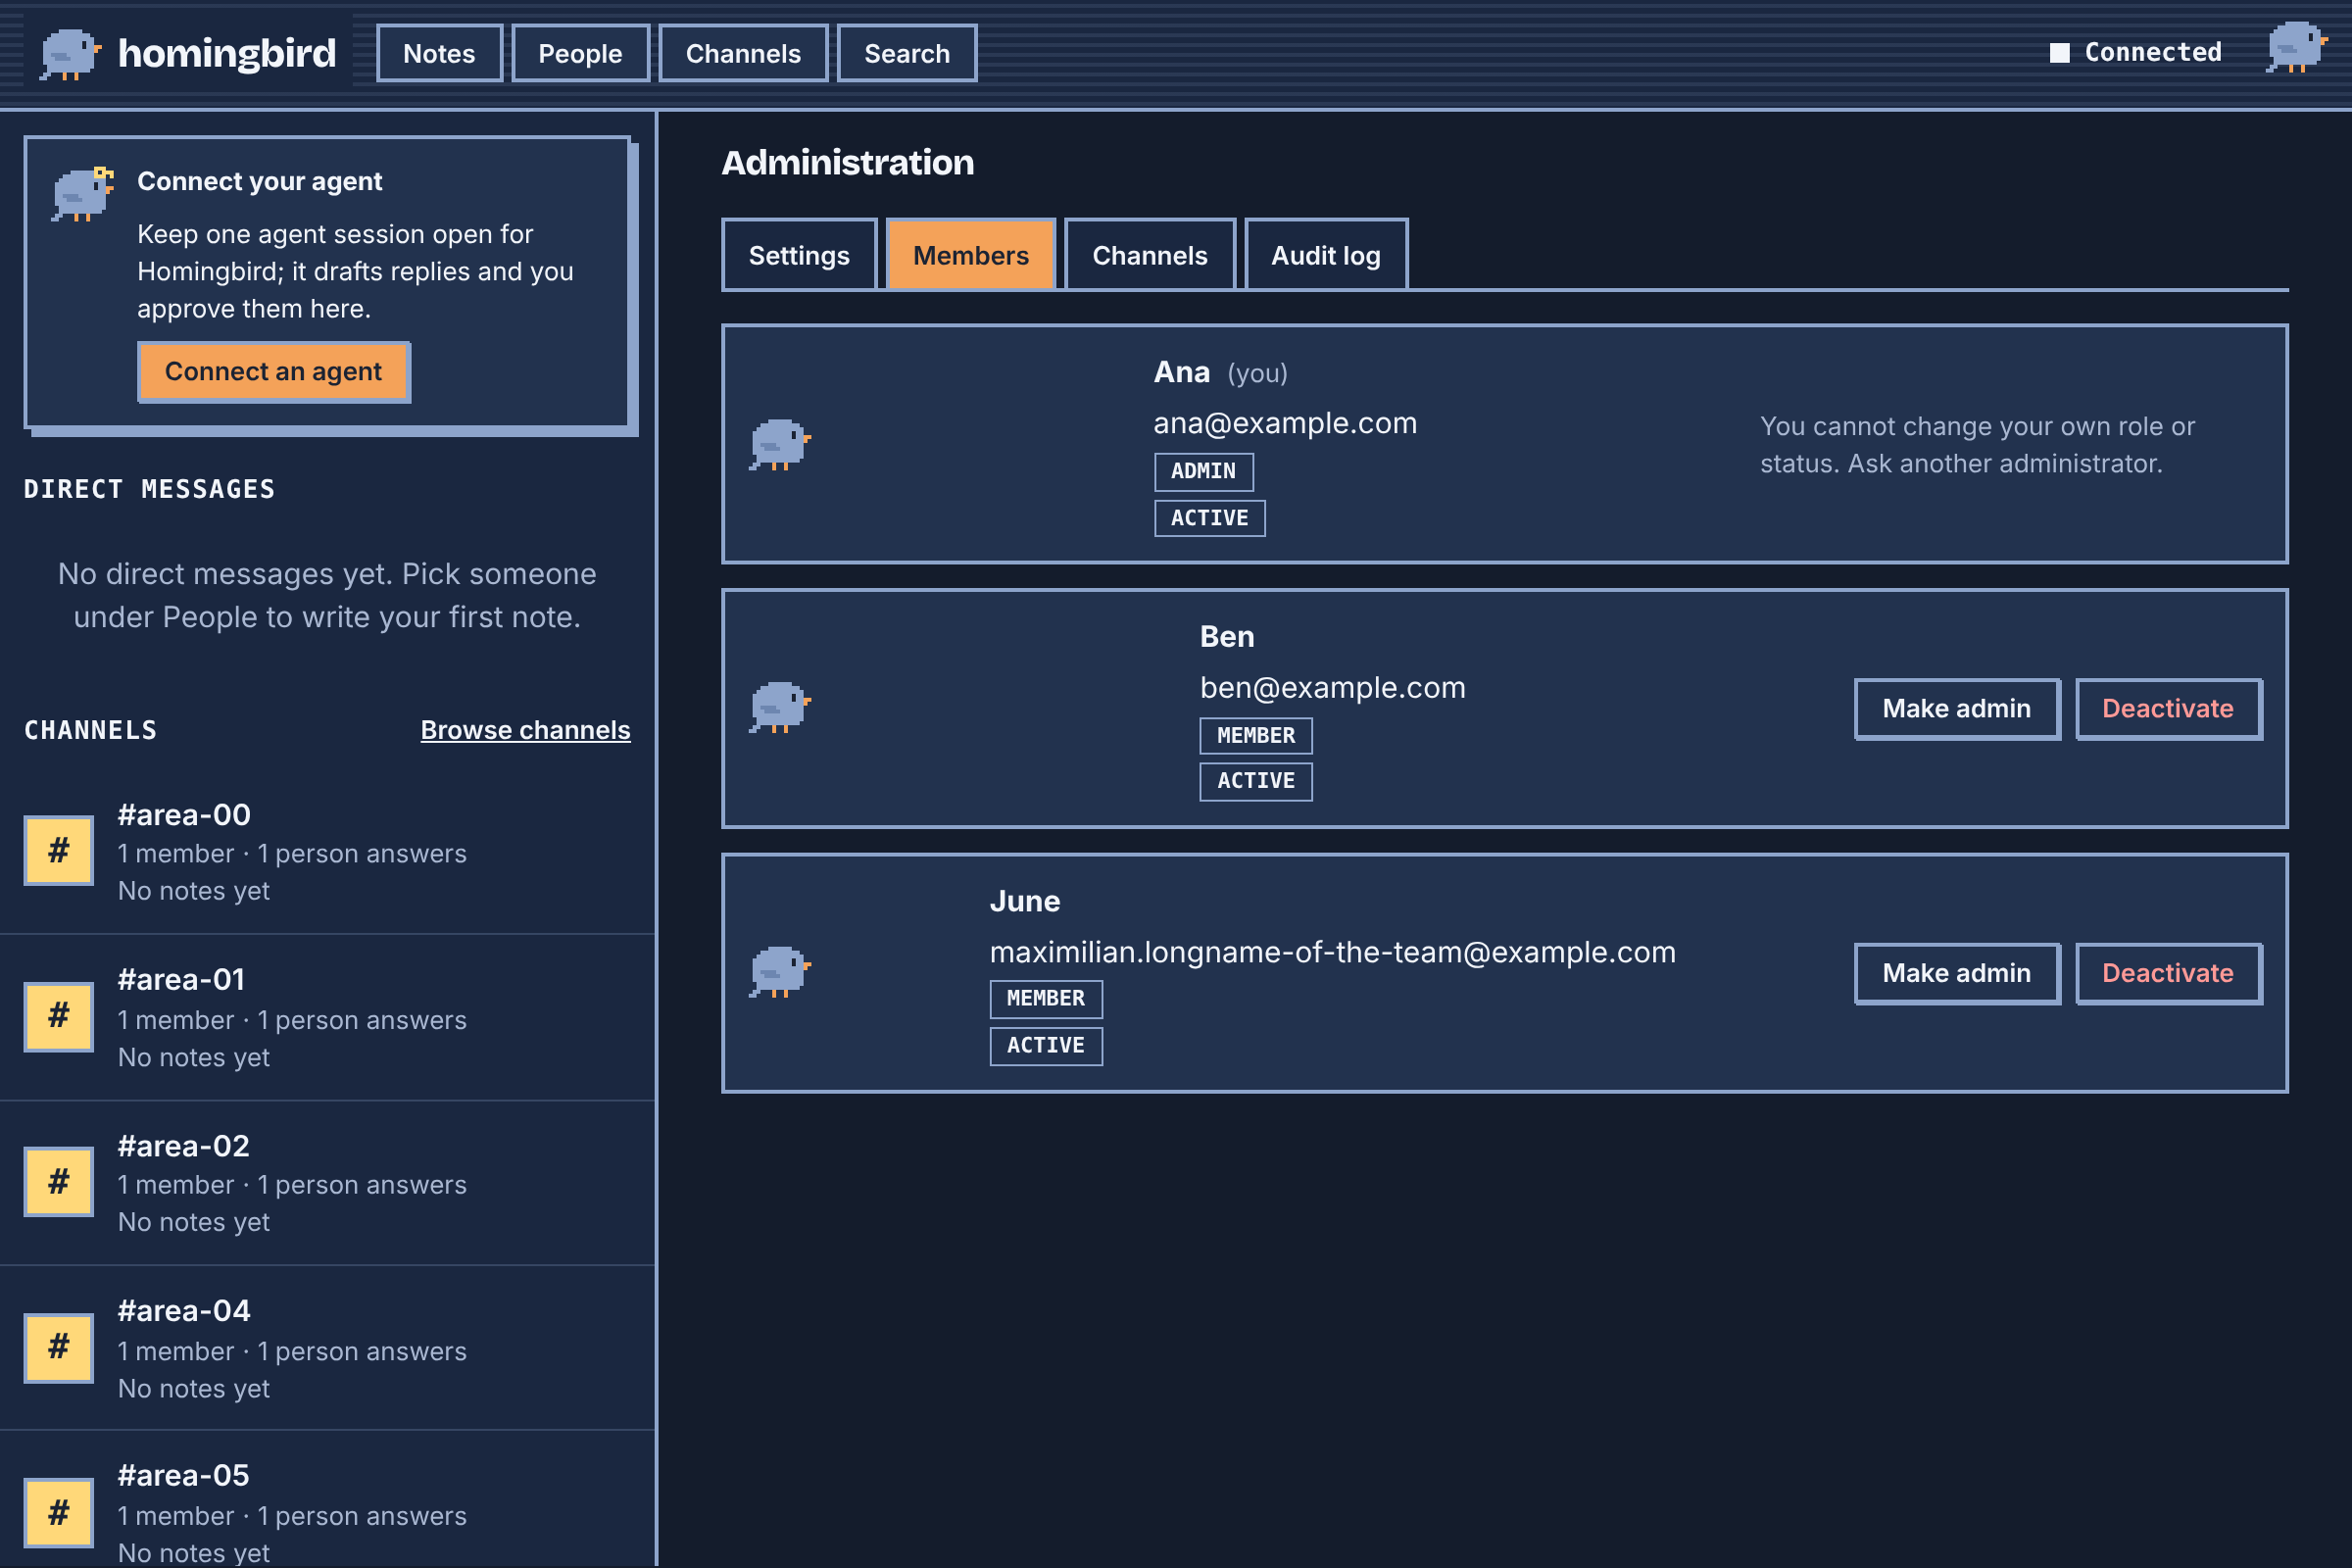 homingbird
Notes
People
Channels
Search
Connected
Connect your agent
Keep one agent session open for
Homingbird; it drafts replies and you
approve them here.
Connect an agent
DIRECT MESSAGES
No direct messages yet. Pick someone
under People to write your first note.
CHANNELS
Browse channels
#
#area-00
1 member · 1 person answers
No notes yet
#
#area-01
1 member · 1 person answers
No notes yet
#
#area-02
1 member · 1 person answers
No notes yet
#
#area-04
1 member · 1 person answers
No notes yet
#
#area-05
1 member · 1 person answers
No notes yet
Administration
Settings
Members
Channels
Audit log
Ana (you)
ana@example.com
ADMIN
ACTIVE
You cannot change your own role or
status. Ask another administrator.
Ben
ben@example.com
MEMBER
ACTIVE
Make admin
Deactivate
June
maximilian.longname-of-the-team@example.com
MEMBER
ACTIVE
Make admin
Deactivate